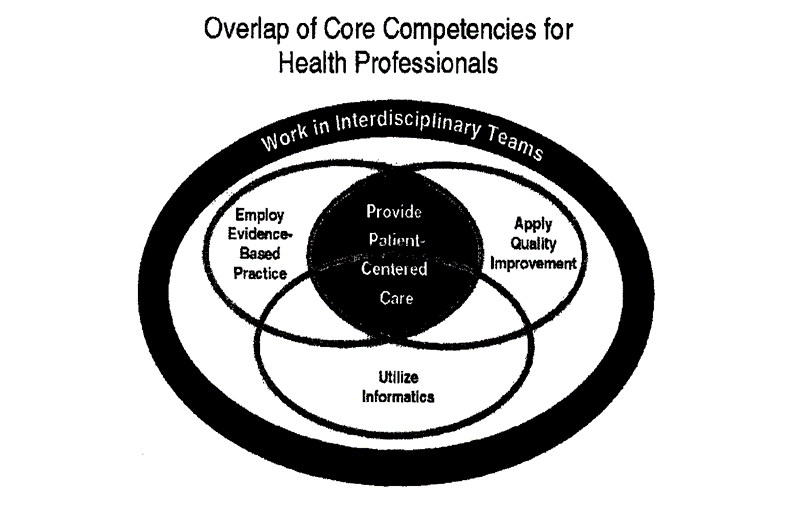 Overlap of Core Competencies for
Health Professionals
Work in Interdisciplinary Teams
Employ
Evidence-
Based
Practice
Provide
Patient-
Centered
Care
Apply
Quality
Improvement
Utilize
Informatics